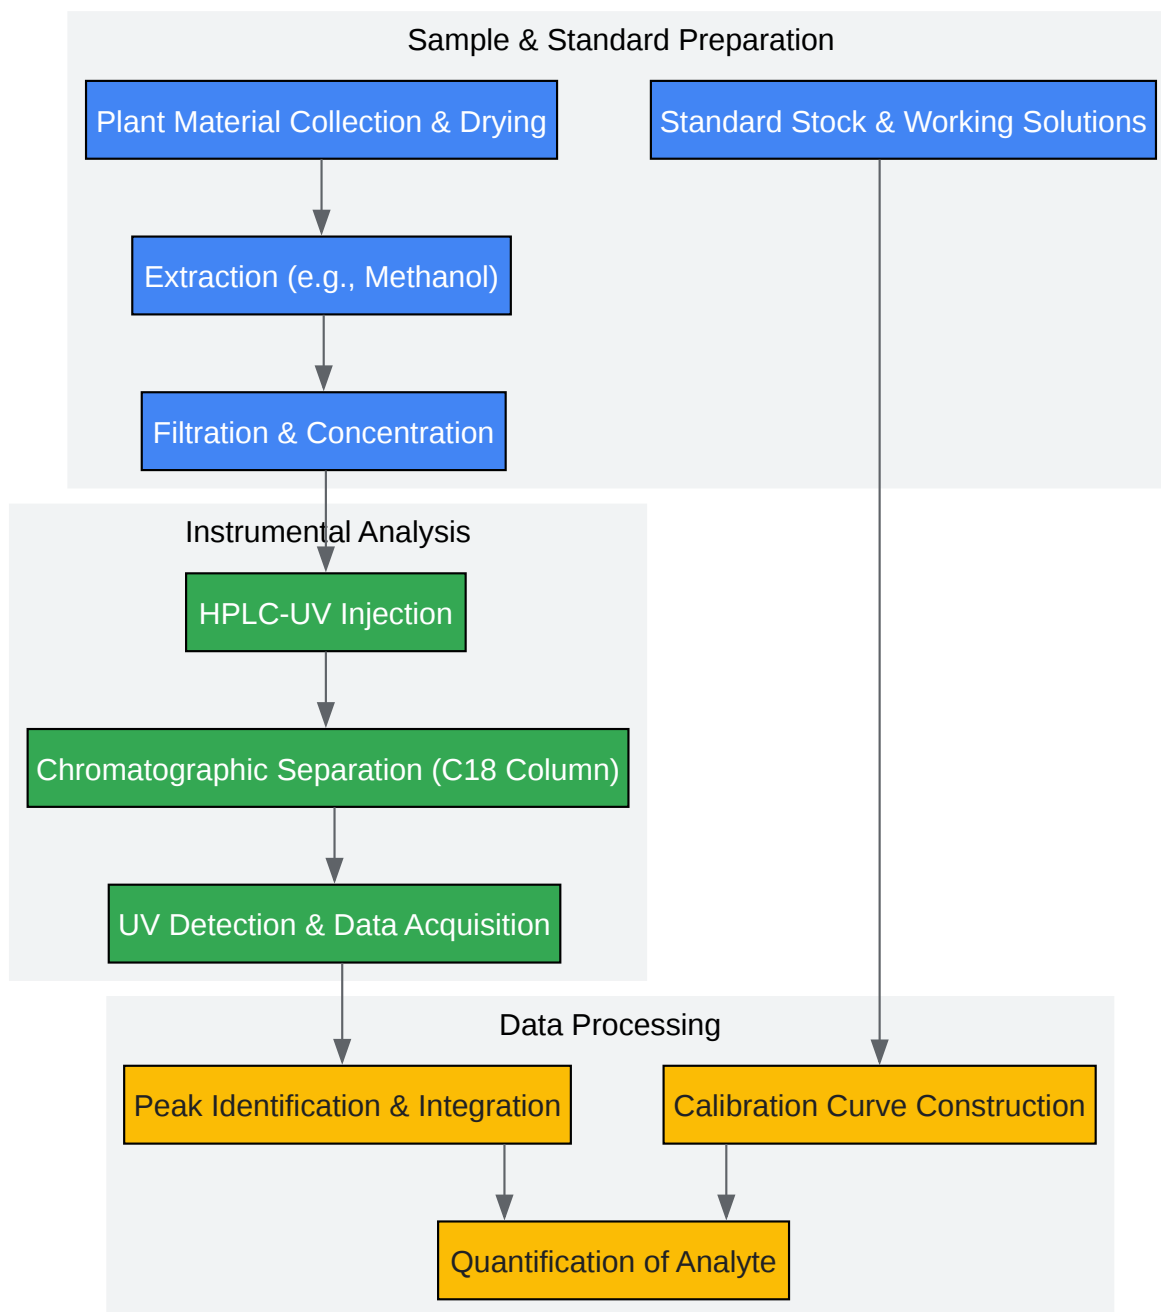 Sample & Standard Preparation
Plant Material Collection & Drying
Standard Stock & Working Solutions
Extraction (e.g., Methanol)
Filtration & Concentration
Instrumental Analysis
HPLC-UV Injection
Chromatographic Separation (C18 Column)
UV Detection & Data Acquisition
Data Processing
Peak Identification & Integration
Calibration Curve Construction
Quantification of Analyte